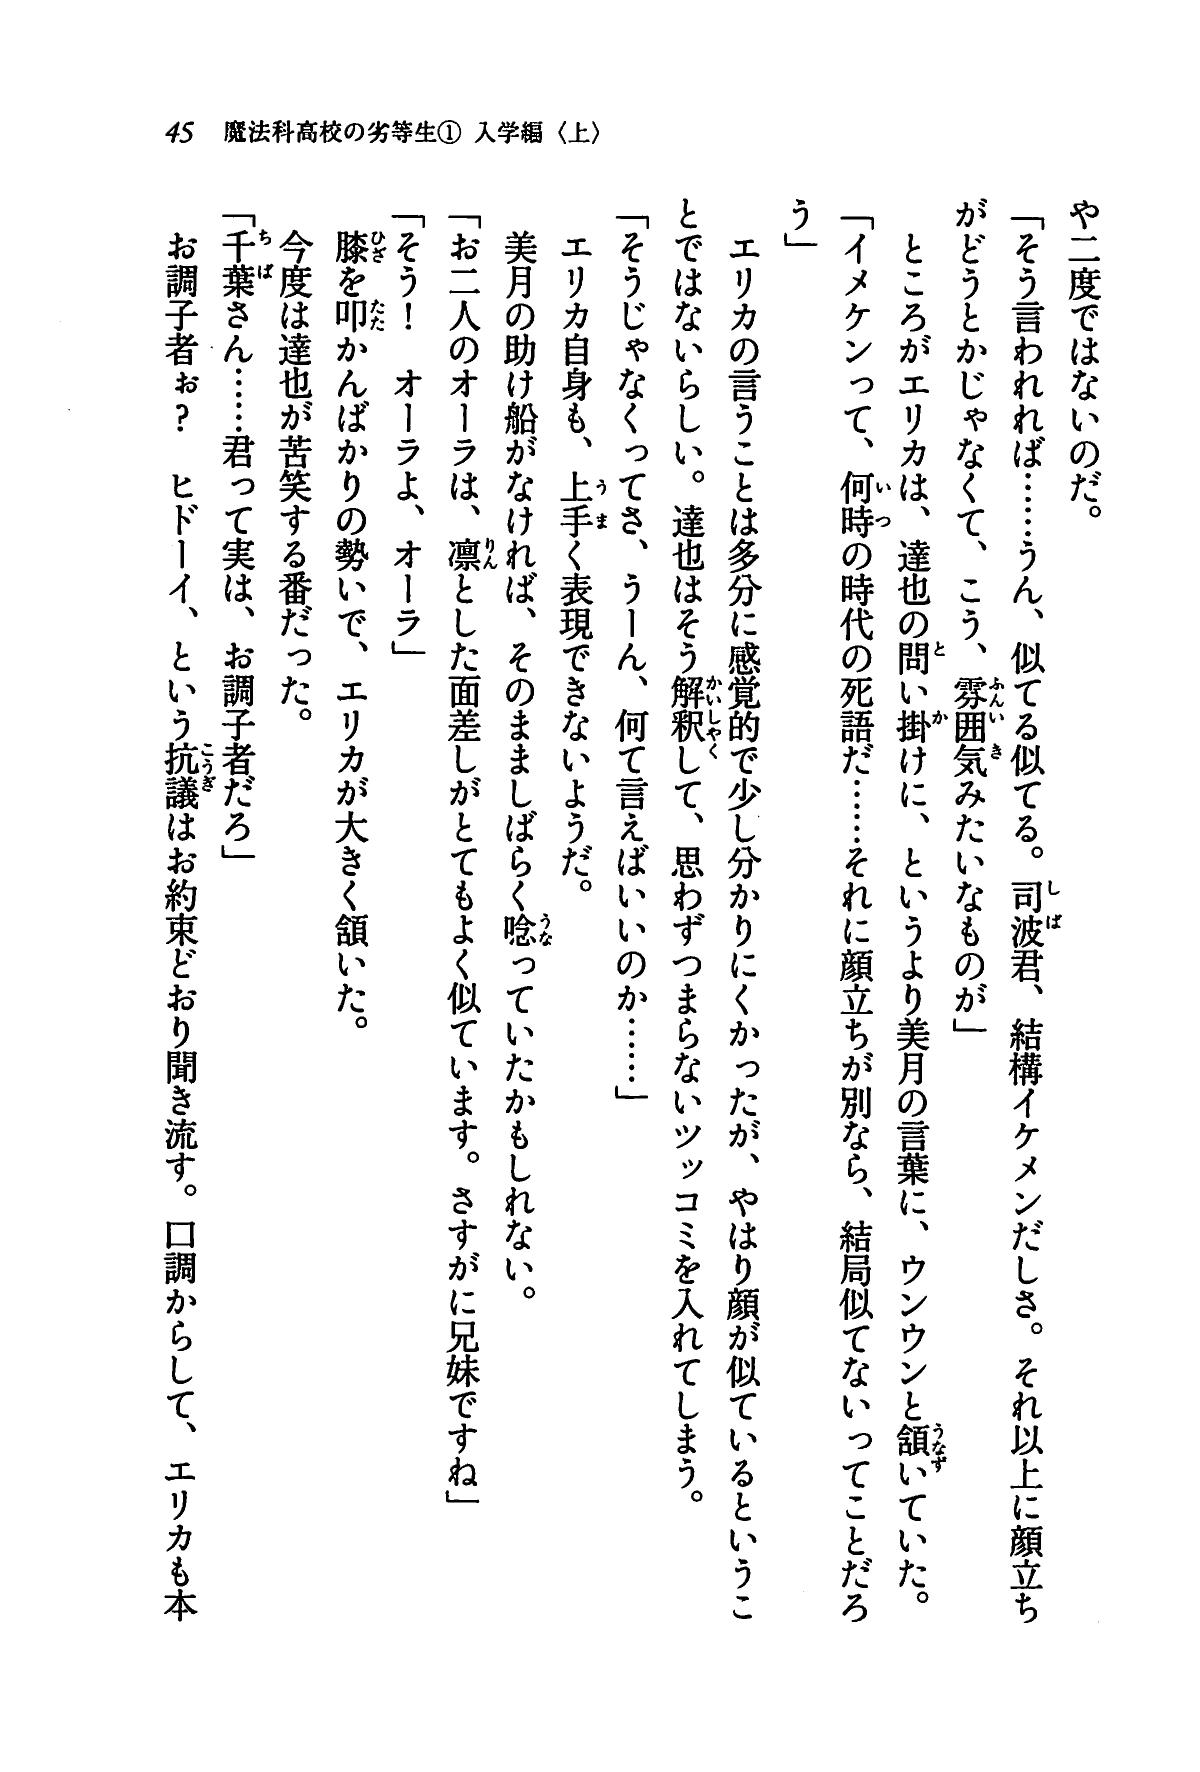 45 魔法科高校の劣等生① 入学編〈上〉
や二度ではないのだ。
「そう言われれば……うん、似てる似てる。司波君、結構イケメンだしさ。それ以上に顔立ち
がどうとかじゃなくて、こう、雰囲気みたいなものが」
ところがエリカは、達也の問い掛けに、というより美月の言葉に、ウンウンと頷いていた。
「イメケンって、何時の時代の死語だ……それに顔立ちが別なら、結局似てないってことだろ
う」
エリカの言うことは多分に感覚的で少し分かりにくかったが、やはり顔が似ているというこ
とではないらしい。達也はそう解釈して、思わずつまらないツッコミを入れてしまう。
「そうじゃなくってさ、うーん、何て言えばいいのか……」
エリカ自身も、上手く表現できないようだ。
美月の助け船がなければ、そのまましばらく唸っていたかもしれない。
「お二人のオーラは、凛とした面差しがとてもよく似ています。さすがに兄妹ですね」
「そう！　オーラよ、オーラ」
膝を叩かんばかりの勢いで、エリカが大きく頷いた。
今度は達也が苦笑する番だった。
「千葉さん……君って実は、お調子者だろ」
お調子者ぉ？　ヒドーイ、という抗議はお約束どおり聞き流す。口調からして、エリカも本